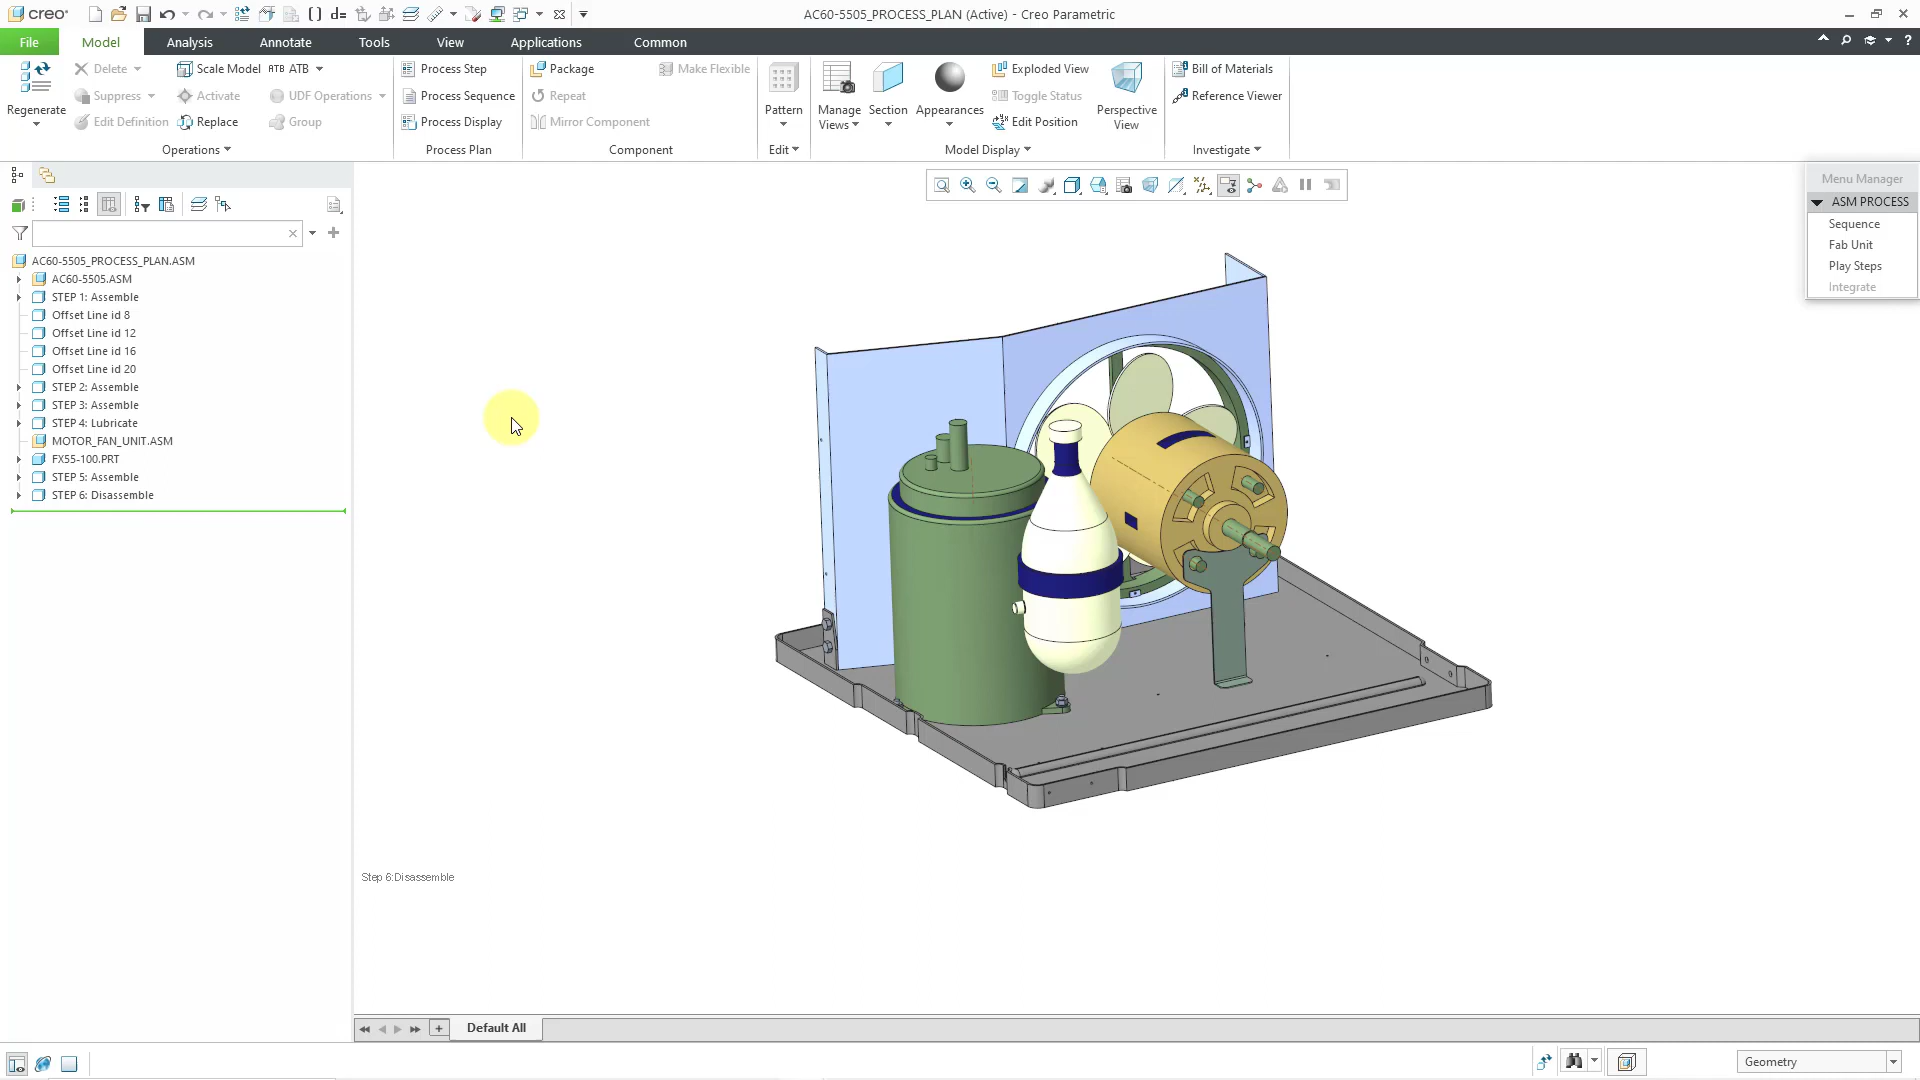 creo
AC60-5505_PROCESS_PLAN (Active) - Creo Parametric
File Model Analysis Annotate Tools View Applications Common
Regenerate
Delete
Suppress
Edit Definition
Scale Model
Activate
Replace
ATB ATB
UDF Operations
Group
Operations
Process Step
Process Sequence
Process Display
Process Plan
Package
Repeat
Mirror Component
Make Flexible
Component
Pattern
Edit
Manage Views
Section
Appearances
Exploded View
Toggle Status
Edit Position
Perspective View
Model Display
Bill of Materials
Reference Viewer
Investigate
Menu Manager
ASM PROCESS
Sequence
Fab Unit
Play Steps
Integrate
AC60-5505_PROCESS_PLAN.ASM
AC60-5505.ASM
STEP 1: Assemble
Offset Line id 8
Offset Line id 12
Offset Line id 16
Offset Line id 20
STEP 2: Assemble
STEP 3: Assemble
STEP 4: Lubricate
MOTOR_FAN_UNIT.ASM
FX55-100.PRT
STEP 5: Assemble
STEP 6: Disassemble
Step 6:Disassemble
Default All
Geometry